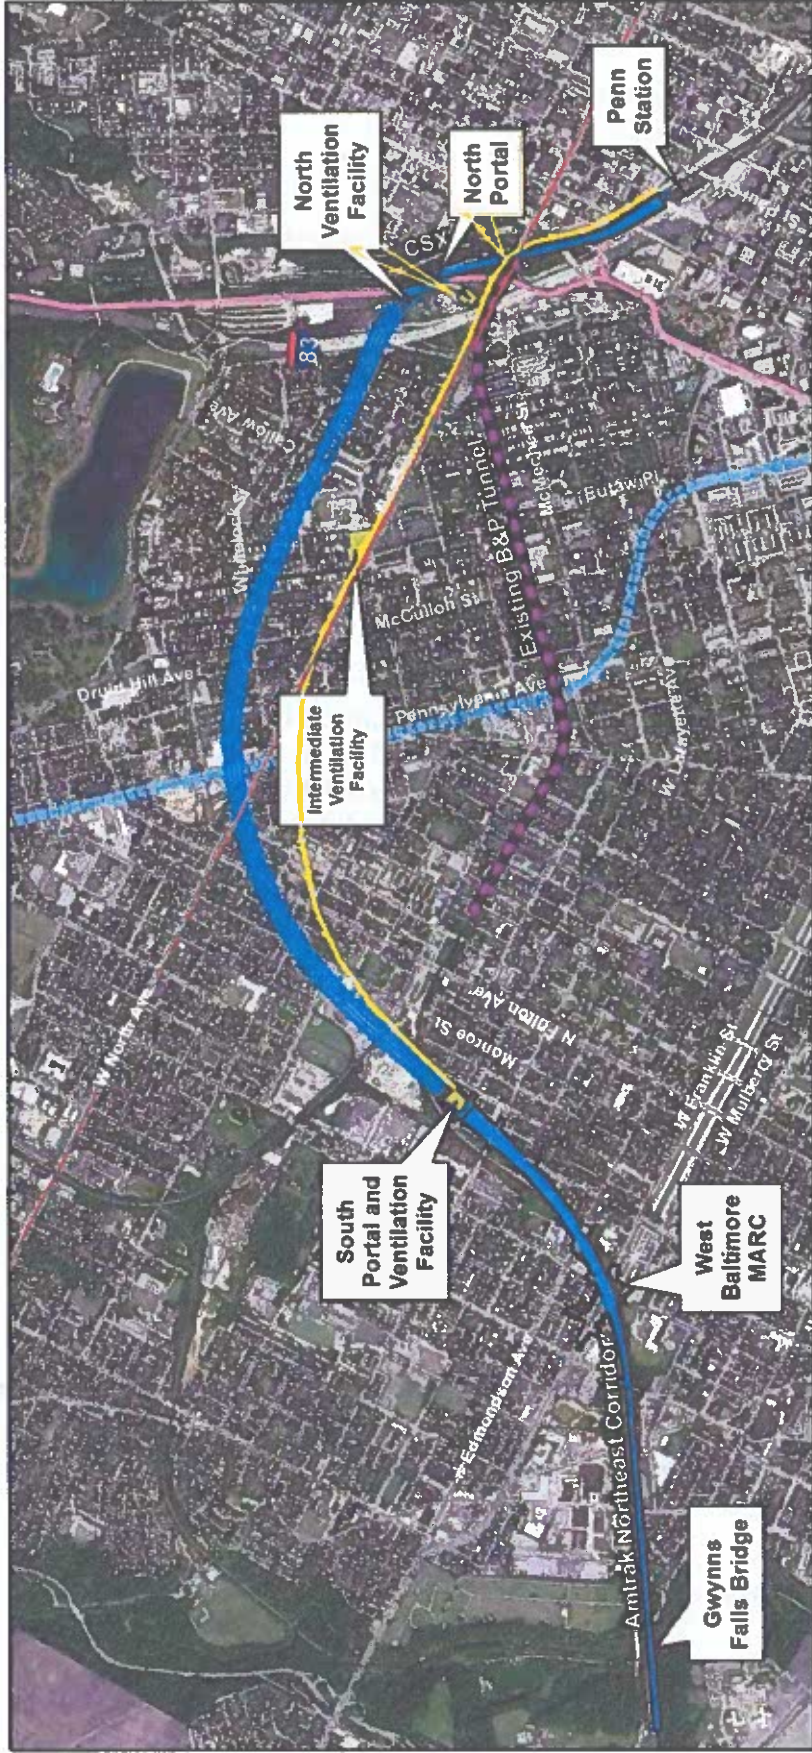 North
Ventilation
Facility
North
Portal
Penn
Station
CSX
83
Callow Ave
Whitelock St
Druid Hill Ave
McCulloh St
Existing B&P Tunnel
McMechen St
Eutaw Pl
Pennsylvania Ave
W Lafayette Av
Intermediate
Ventilation
Facility
W North Ave
N Fulton Ave
Monroe St
W Franklin St
W Mulberry St
South
Portal and
Ventilation
Facility
West
Baltimore
MARC
Edmondson Ave
Amtrak Northeast Corridor
Gwynns
Falls Bridge